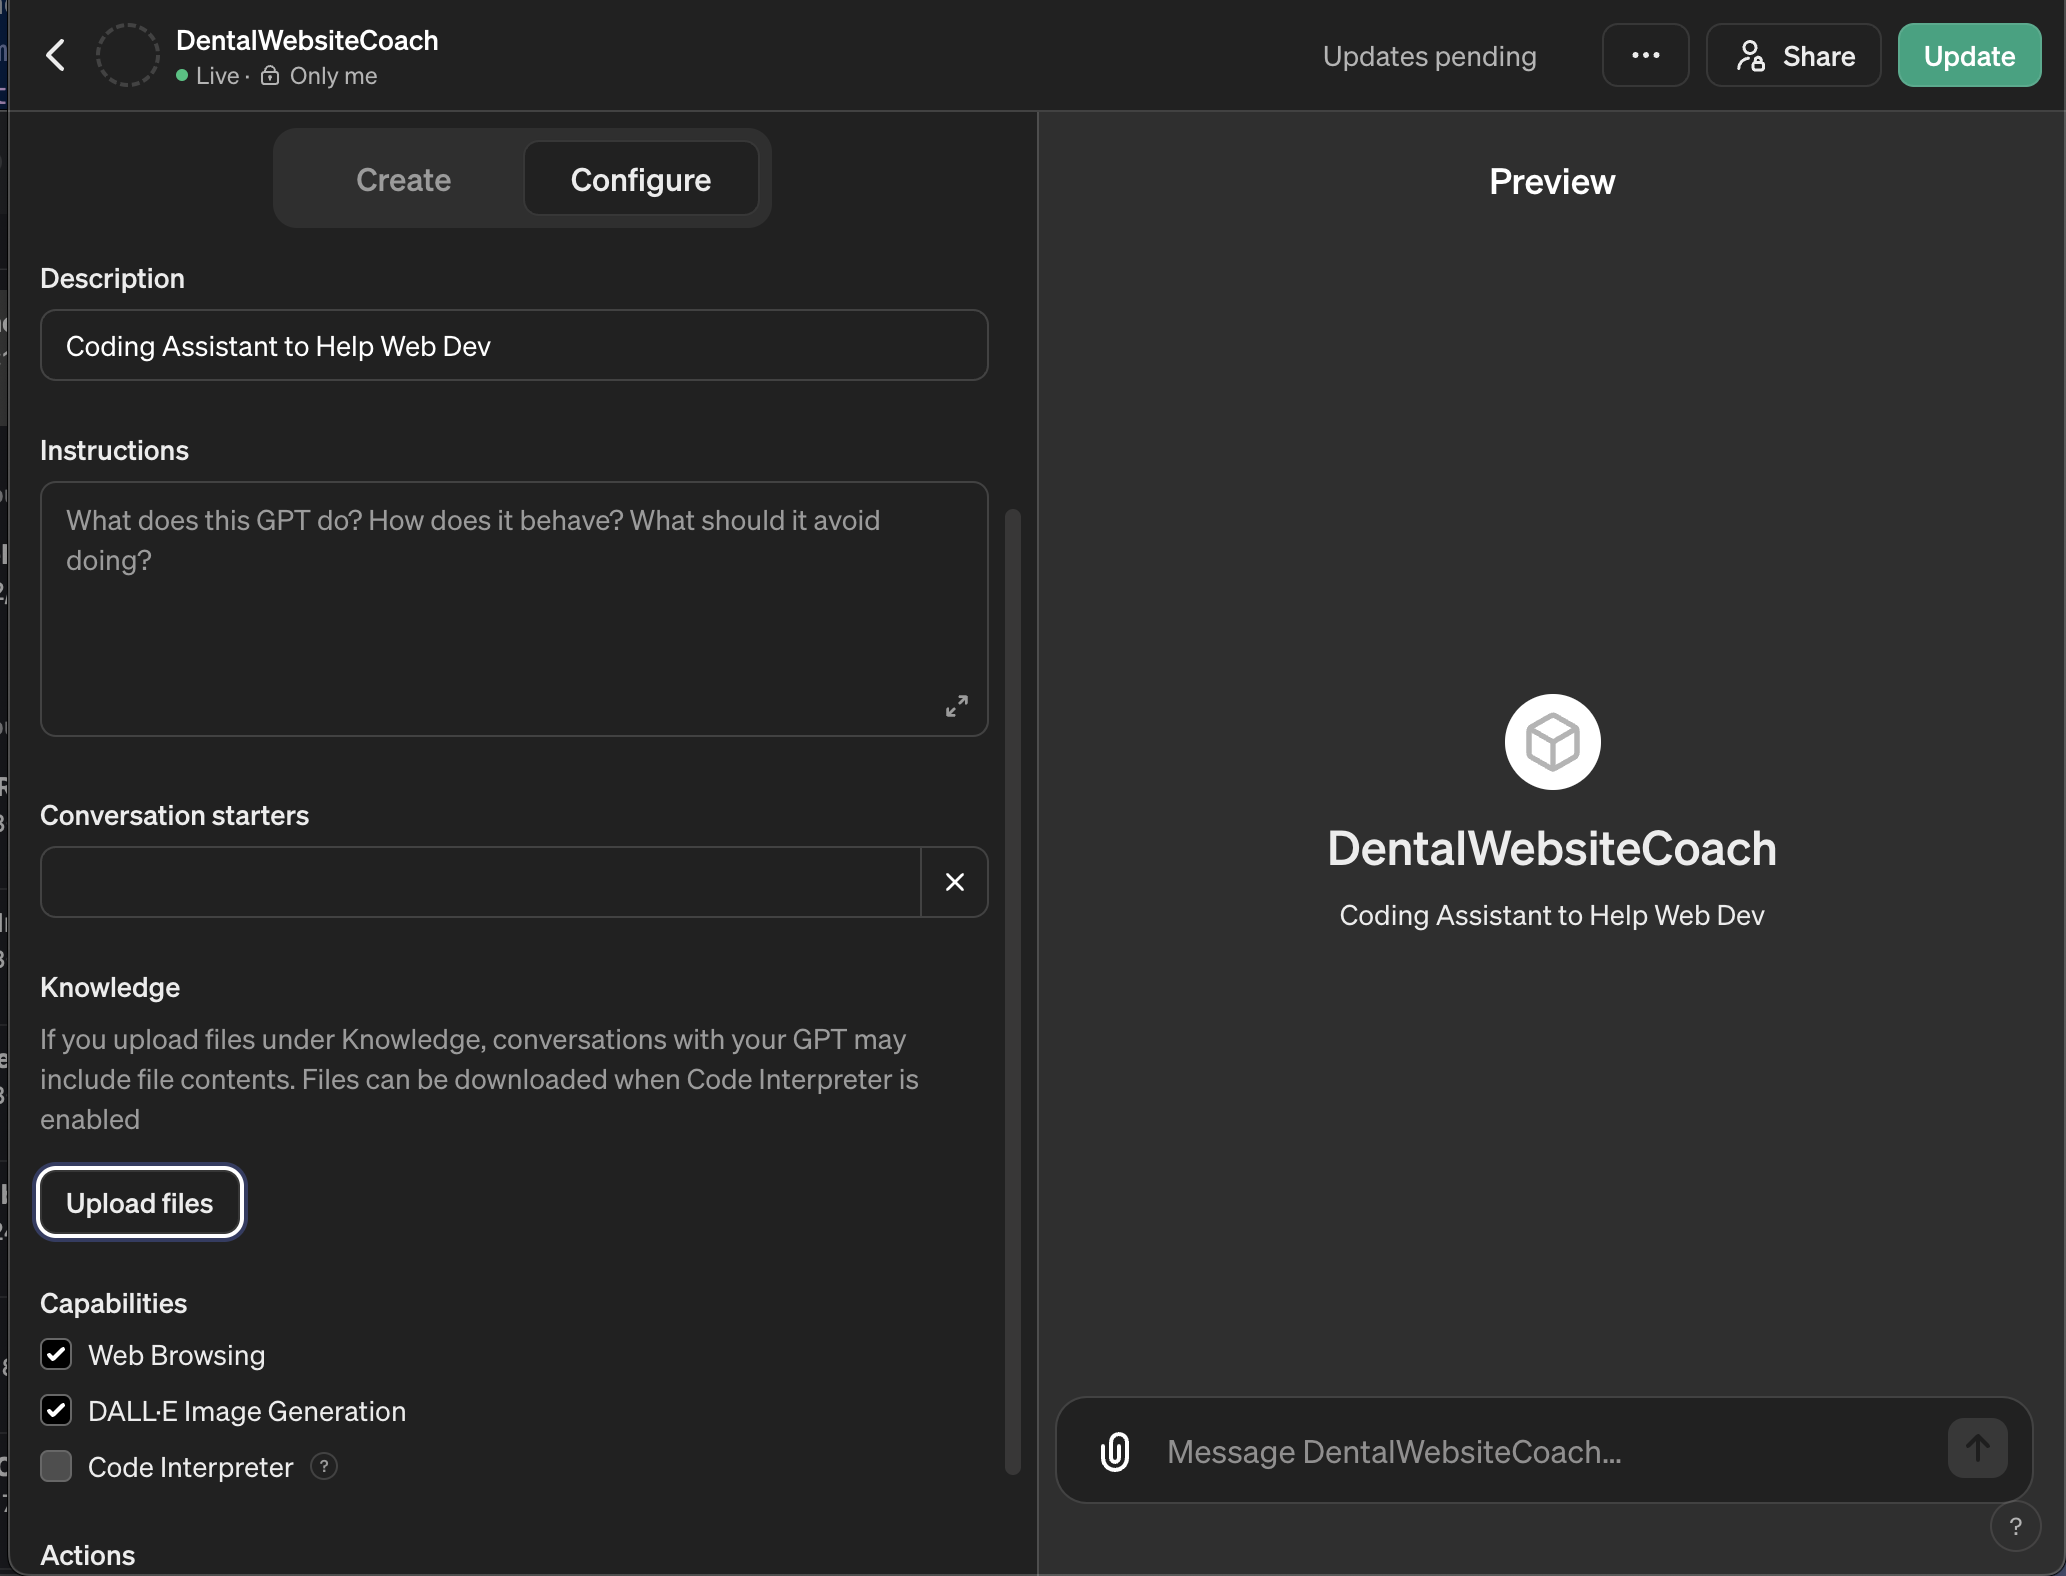 DentalWebsiteCoach
Live · Only me
Updates pending
Share
Update
Create
Configure
Description
Coding Assistant to Help Web Dev
Instructions
What does this GPT do? How does it behave? What should it avoid
doing?
Conversation starters
Knowledge
If you upload files under Knowledge, conversations with your GPT may
include file contents. Files can be downloaded when Code Interpreter is
enabled
Upload files
Capabilities
Web Browsing
DALL·E Image Generation
Code Interpreter ?
Actions
Preview
DentalWebsiteCoach
Coding Assistant to Help Web Dev
Message DentalWebsiteCoach...
?